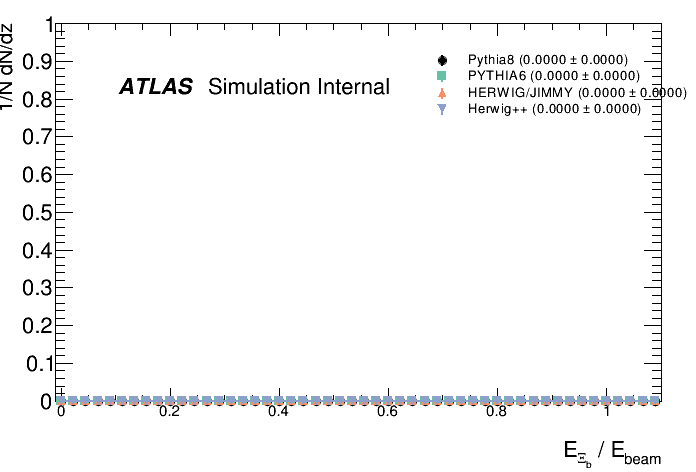 1/N dN/dz
1
0.9
0.8
0.7
0.6
0.5
0.4
0.3
0.2
0.1
0
ATLAS Simulation Internal
Pythia8 (0.0000 ± 0.0000)
PYTHIA6 (0.0000 ± 0.0000)
HERWIG/JIMMY (0.0000 ± 0.0000)
Herwig++ (0.0000 ± 0.0000)
0 0.2 0.4 0.6 0.8 1
E_Ξ_b / E_beam